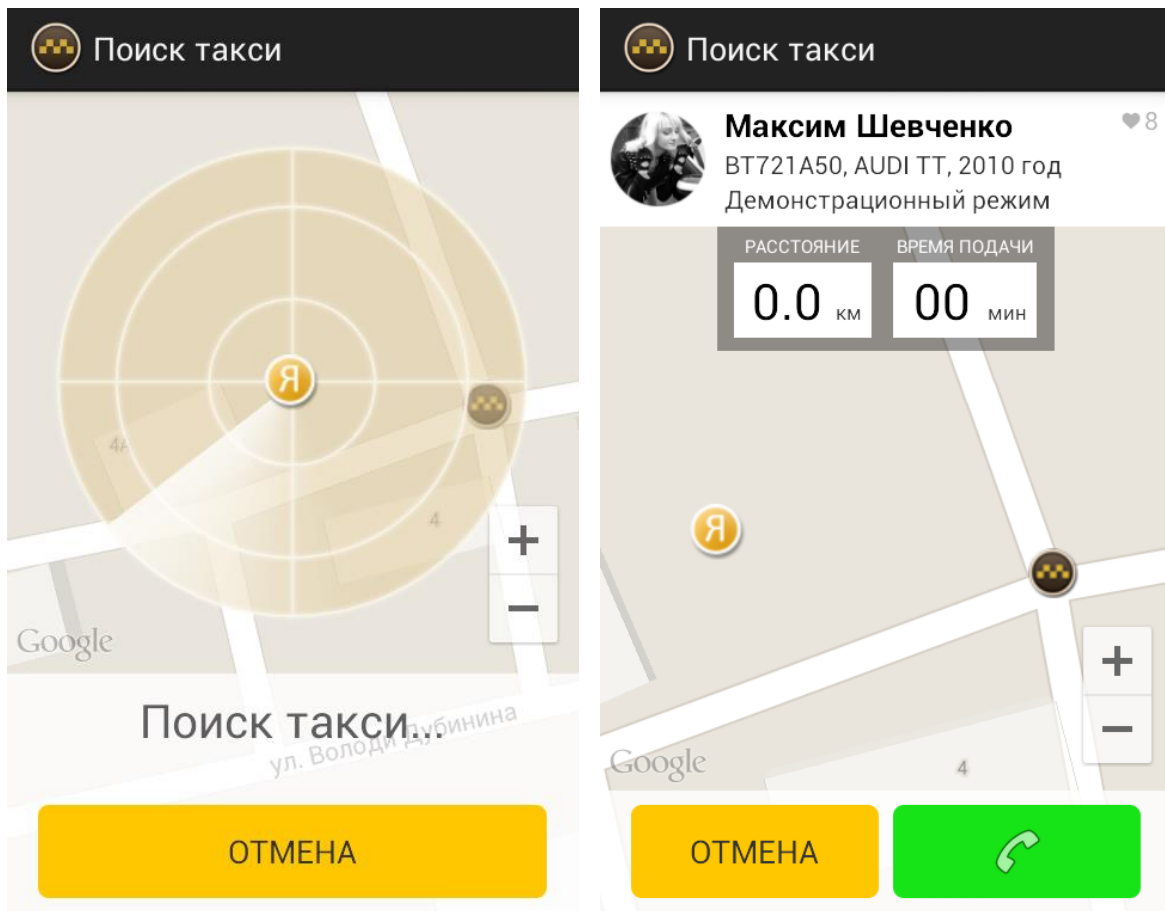 Поиск такси
Я
4А
4
Google
Поиск такси...
ул. Володи Дубинина
ОТМЕНА
Поиск такси
Максим Шевченко
8
BT721A50, AUDI TT, 2010 год
Демонстрационный режим
РАССТОЯНИЕ
ВРЕМЯ ПОДАЧИ
0.0 км
00 мин
Я
Google
4
ОТМЕНА